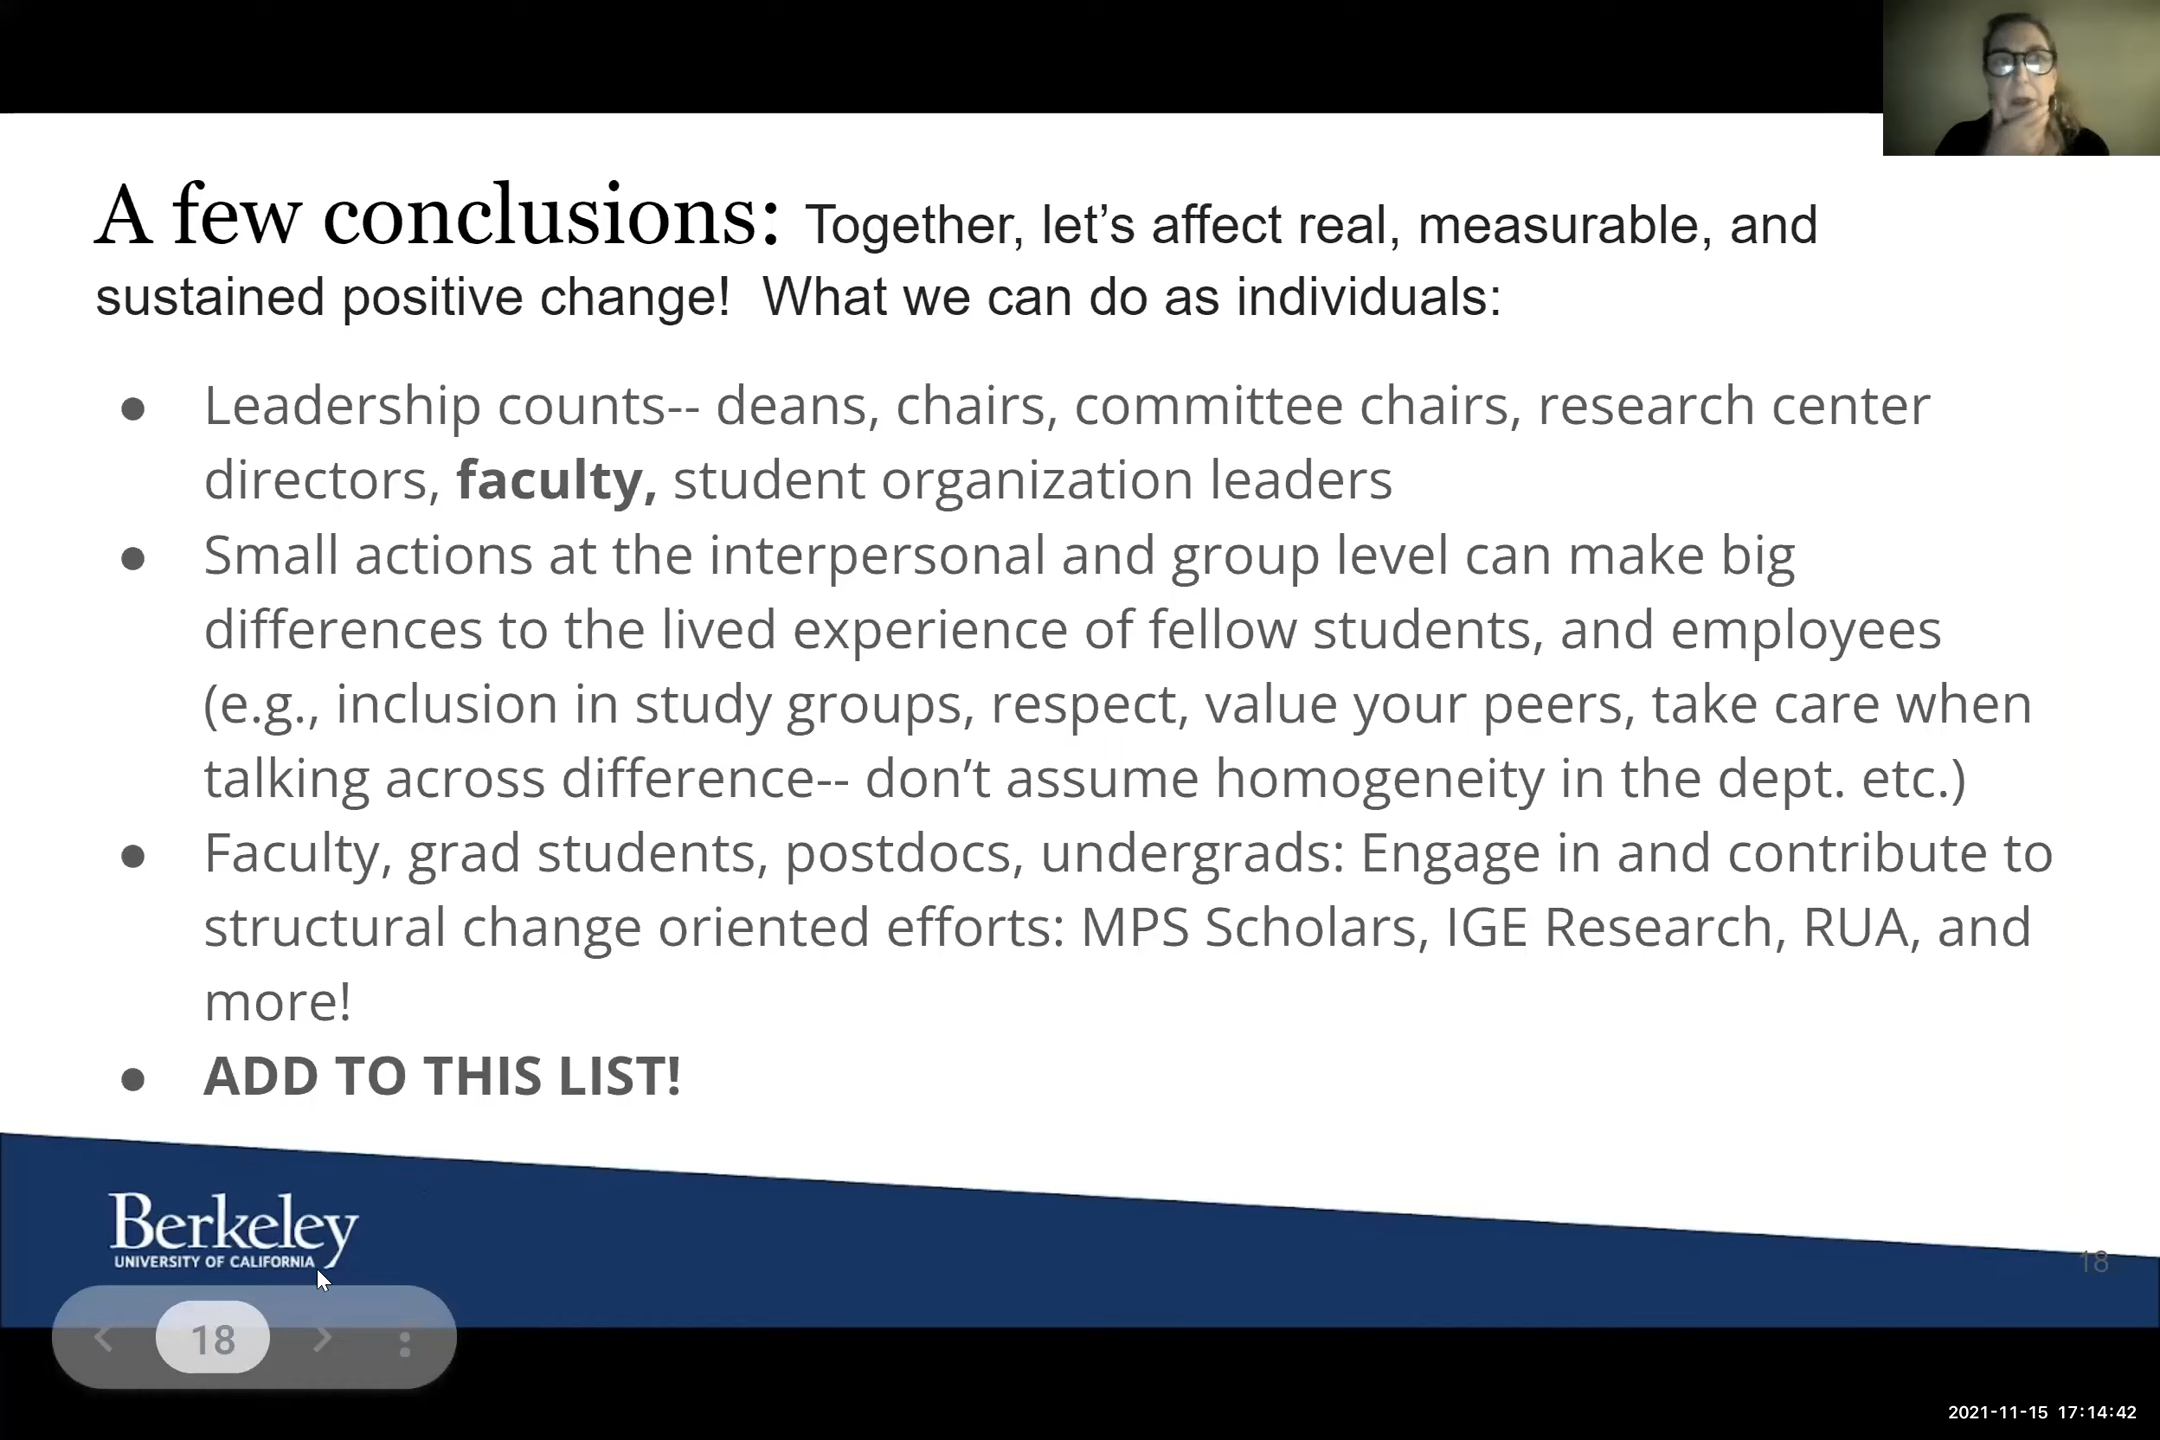 A few conclusions: Together, let’s affect real, measurable, and
sustained positive change!  What we can do as individuals:
● Leadership counts-- deans, chairs, committee chairs, research center
directors, faculty, student organization leaders
● Small actions at the interpersonal and group level can make big
differences to the lived experience of fellow students, and employees
(e.g., inclusion in study groups, respect, value your peers, take care when
talking across difference-- don’t assume homogeneity in the dept. etc.)
● Faculty, grad students, postdocs, undergrads: Engage in and contribute to
structural change oriented efforts: MPS Scholars, IGE Research, RUA, and
more!
● ADD TO THIS LIST!
Berkeley
UNIVERSITY OF CALIFORNIA
18
18
2021-11-15 17:14:42